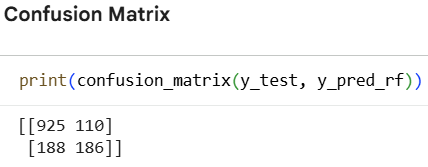 Confusion Matrix
print(confusion_matrix(y_test, y_pred_rf))
[[925 110]
 [188 186]]